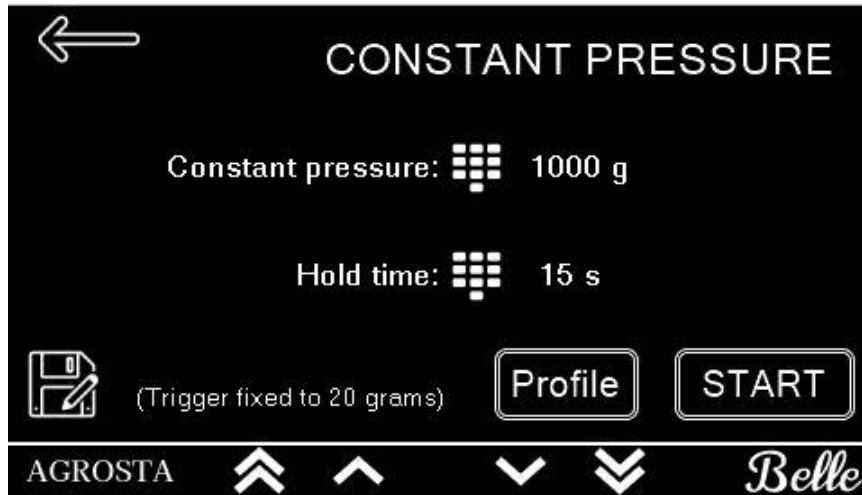 CONSTANT PRESSURE
Constant pressure: 1000 g
Hold time: 15 s
(Trigger fixed to 20 grams) Profile START
AGROSTA Belle